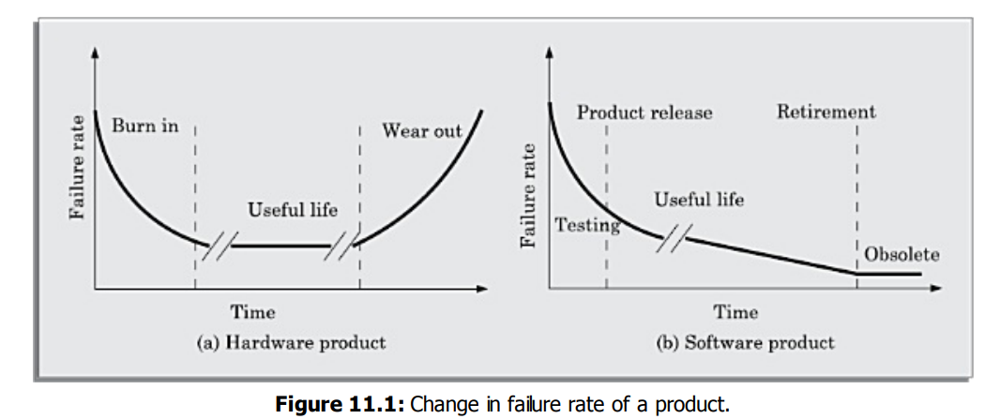 Failure rate
Burn in
Useful life
Wear out
Time
(a) Hardware product
Failure rate
Product release
Retirement
Testing
Useful life
Obsolete
Time
(b) Software product
Figure 11.1: Change in failure rate of a product.